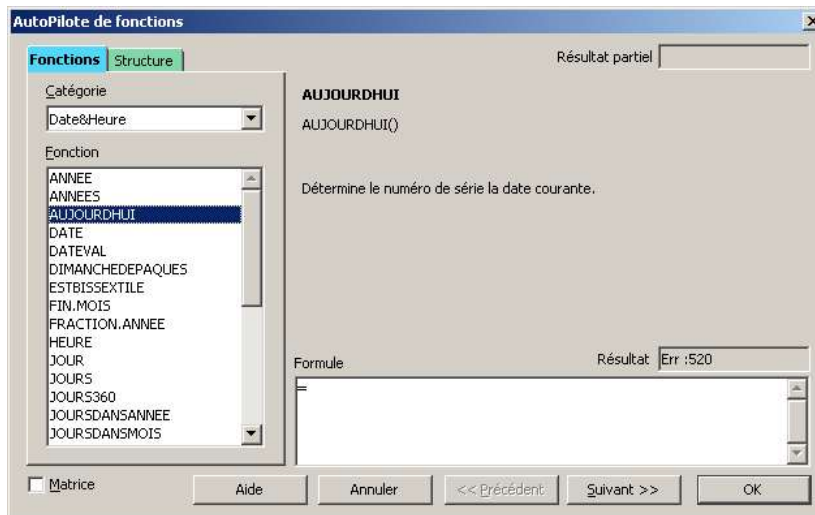 AutoPilote de fonctions
Fonctions Structure
Résultat partiel
Catégorie
Date&Heure
Fonction
ANNEE
ANNEES
AUJOURDHUI
DATE
DATEVAL
DIMANCHEDEPAQUES
ESTBISSEXTILE
FIN.MOIS
FRACTION.ANNEE
HEURE
JOUR
JOURS
JOURS360
JOURSDANSANNEE
JOURSDANSMOIS
AUJOURDHUI
AUJOURDHUI()
Détermine le numéro de série la date courante.
Formule
Résultat Err :520
=
Matrice
Aide
Annuler
<< Précédent
Suivant >>
OK